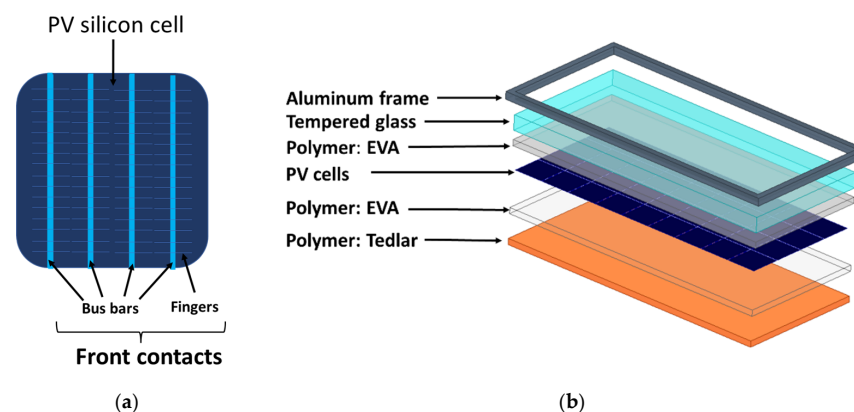 PV silicon cell
Bus bars
Fingers
Front contacts
(a)
Aluminum frame
Tempered glass
Polymer: EVA
PV cells
Polymer: EVA
Polymer: Tedlar
(b)